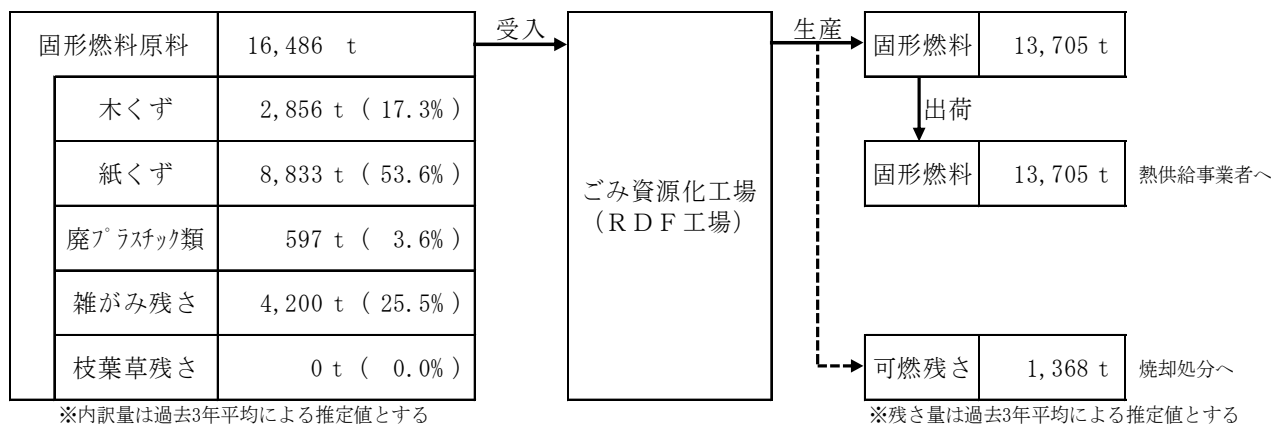 固形燃料原料 16,486 t
木くず 2,856 t ( 17.3% )
紙くず 8,833 t ( 53.6% )
廃プラスチック類 597 t ( 3.6% )
雑がみ残さ 4,200 t ( 25.5% )
枝葉草残さ 0 t ( 0.0% )
※内訳量は過去3年平均による推定値とする
受入
ごみ資源化工場
(ＲＤＦ工場)
生産
固形燃料 13,705 t
出荷
固形燃料 13,705 t 熱供給事業者へ
可燃残さ 1,368 t 焼却処分へ
※残さ量は過去3年平均による推定値とする